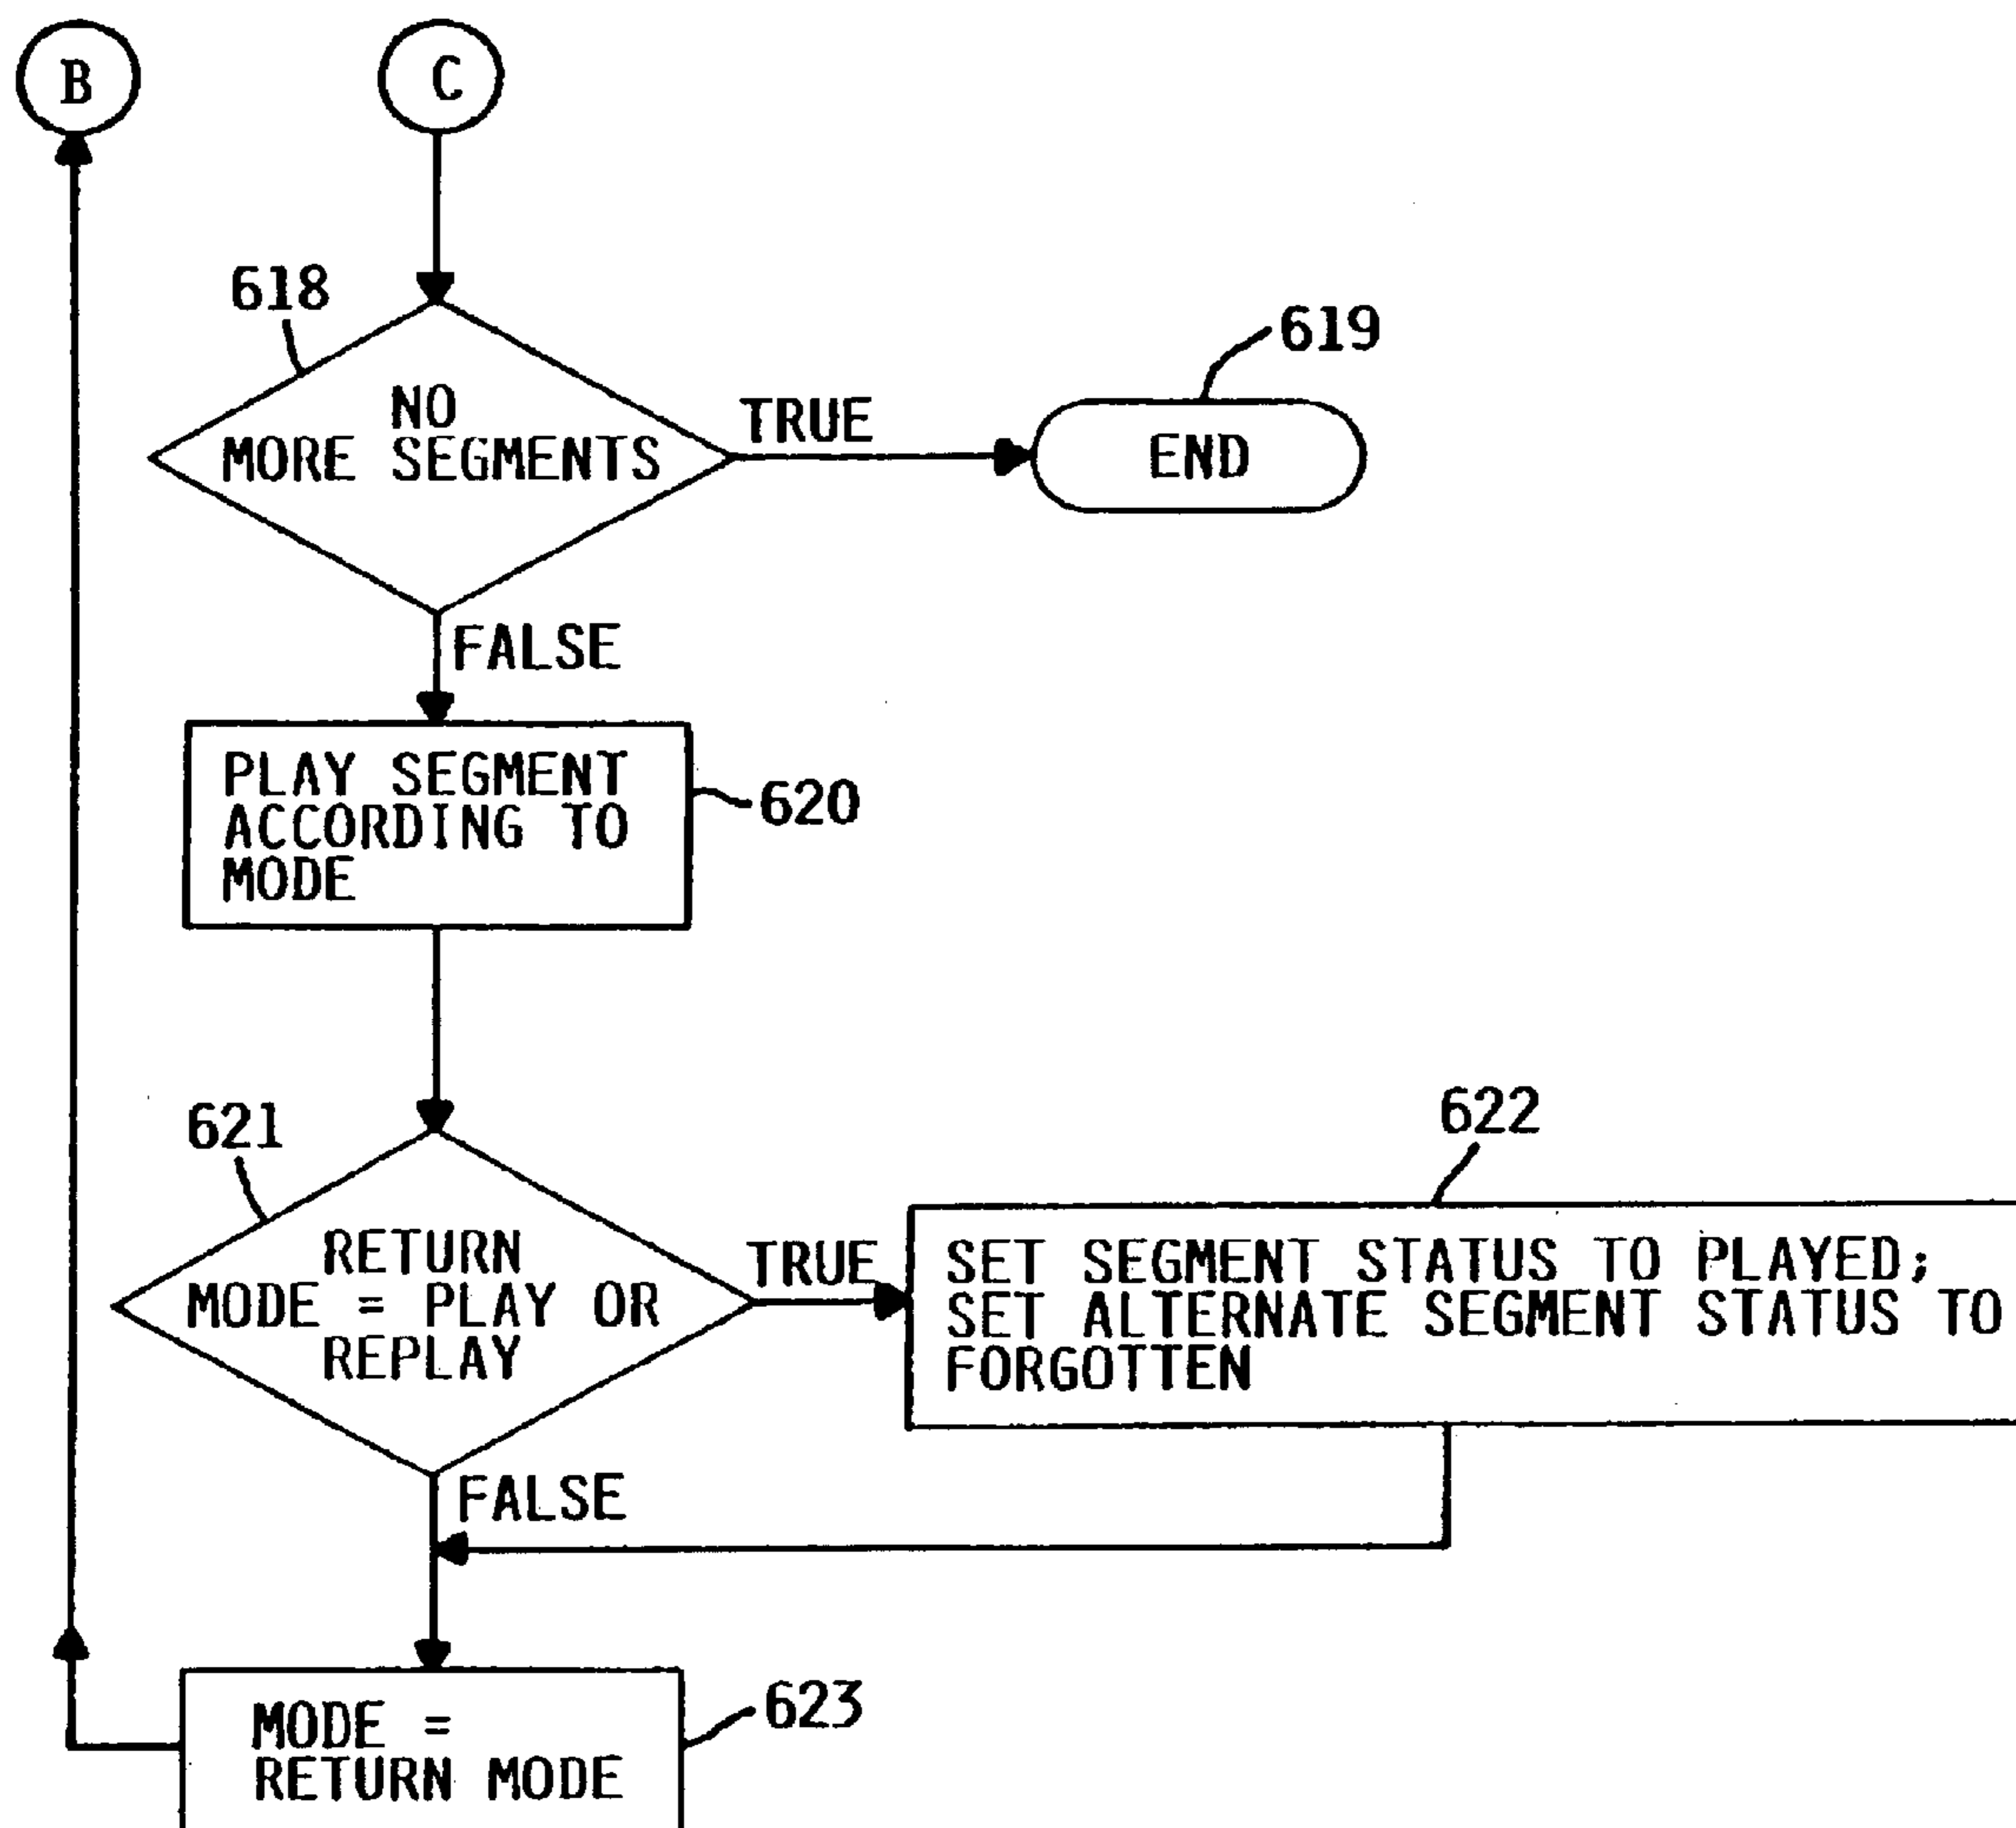 B
C
618
NO
MORE SEGMENTS
TRUE
619
END
FALSE
PLAY SEGMENT
ACCORDING TO
MODE
620
621
RETURN
MODE = PLAY OR
REPLAY
TRUE
622
SET SEGMENT STATUS TO PLAYED;
SET ALTERNATE SEGMENT STATUS TO
FORGOTTEN
FALSE
MODE =
RETURN MODE
623